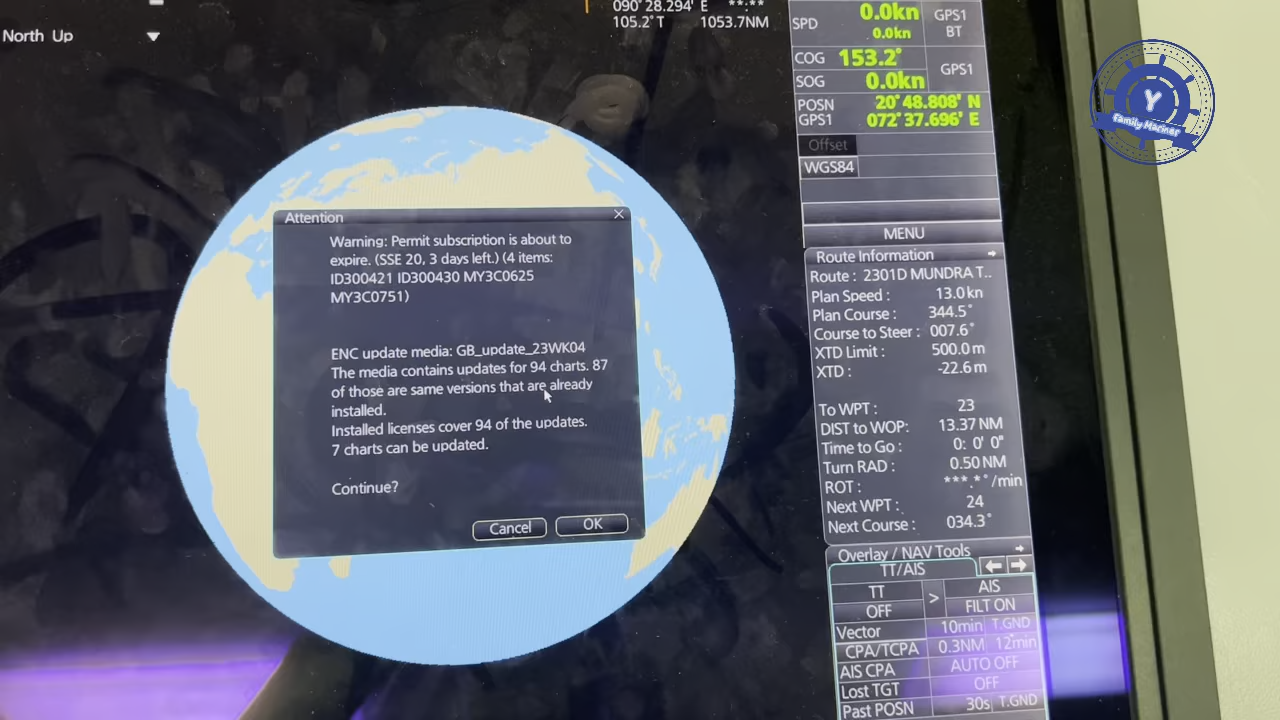 North Up
090°28.294' E **:**
105.2°T 1053.7NM
SPD 0.0kn GPS1
0.0kn BT
COG 153.2°
SOG 0.0kn GPS1
POSN 20°48.808' N
GPS1 072°37.696' E
Offset
WGS84
MENU
Attention
Warning: Permit subscription is about to
expire. (SSE 20, 3 days left.) (4 items:
ID300421 ID300430 MY3C0625
MY3C0751)
ENC update media: GB_update_23WK04
The media contains updates for 94 charts. 87
of those are same versions that are already
installed.
Installed licenses cover 94 of the updates.
7 charts can be updated.
Continue?
Cancel OK
Route Information
Route : 2301D MUNDRA T..
Plan Speed : 13.0kn
Plan Course : 344.5°
Course to Steer : 007.6°
XTD Limit : 500.0m
XTD : -22.6m
To WPT : 23
DIST to WOP: 13.37NM
Time to Go : 0: 0' 0"
Turn RAD : 0.50NM
ROT : ***.*°/min
Next WPT : 24
Next Course : 034.3°
Overlay / NAV Tools
TT/AIS
TT > AIS
OFF FILT ON
Vector 10min T.GND
CPA/TCPA 0.3NM 12min
AIS CPA AUTO OFF
Lost TGT OFF
Past POSN 30s T.GND
Y
Family Mariner